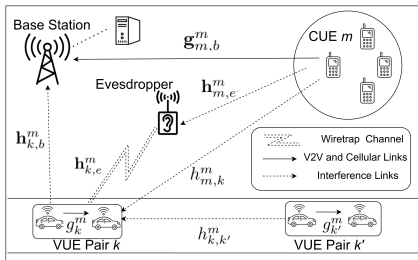 Base Station
g^m_{m,b}
CUE m
Evesdropper
h^m_{m,e}
h^m_{k,b}
h^m_{k,e}
h^m_{m,k}
Wiretrap Channel
V2V and Cellular Links
Interference Links
g^m_k
h^m_{k,k'}
g^m_{k'}
VUE Pair k
VUE Pair k'